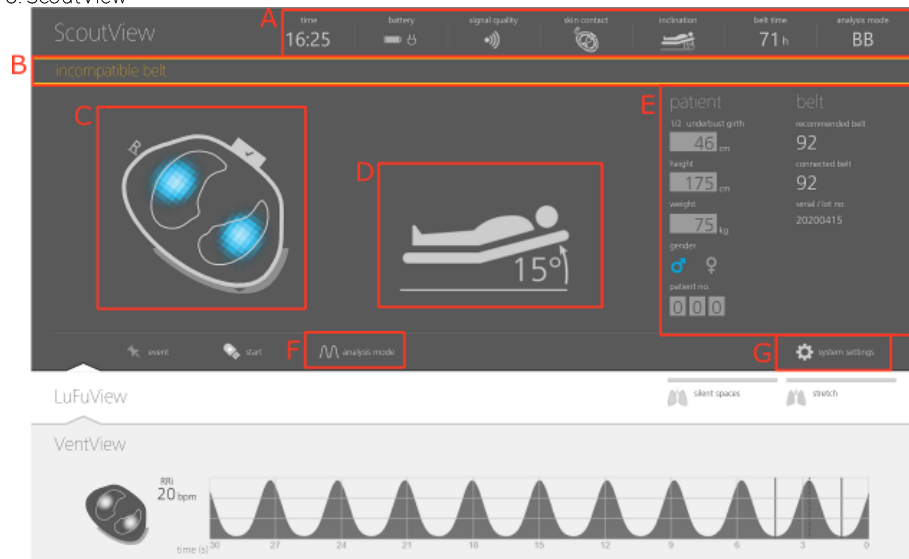 ScoutView
A
time
battery
signal quality
skin contact
inclination
belt time
analysis mode
16:25
15°
71 h
BB
B
incompatible belt
C
R
D
15°
E
patient
belt
1/2 underbust girth
recommended belt
46 cm
92
height
connected belt
175 cm
92
weight
serial / lot no.
75 kg
20200415
gender
patient no.
0 0 0
event
start
F
analysis mode
G
system settings
LuFuView
silent spaces
stretch
VentView
RRi
20 bpm
time (s) 30 27 24 21 18 15 12 9 6 3 0